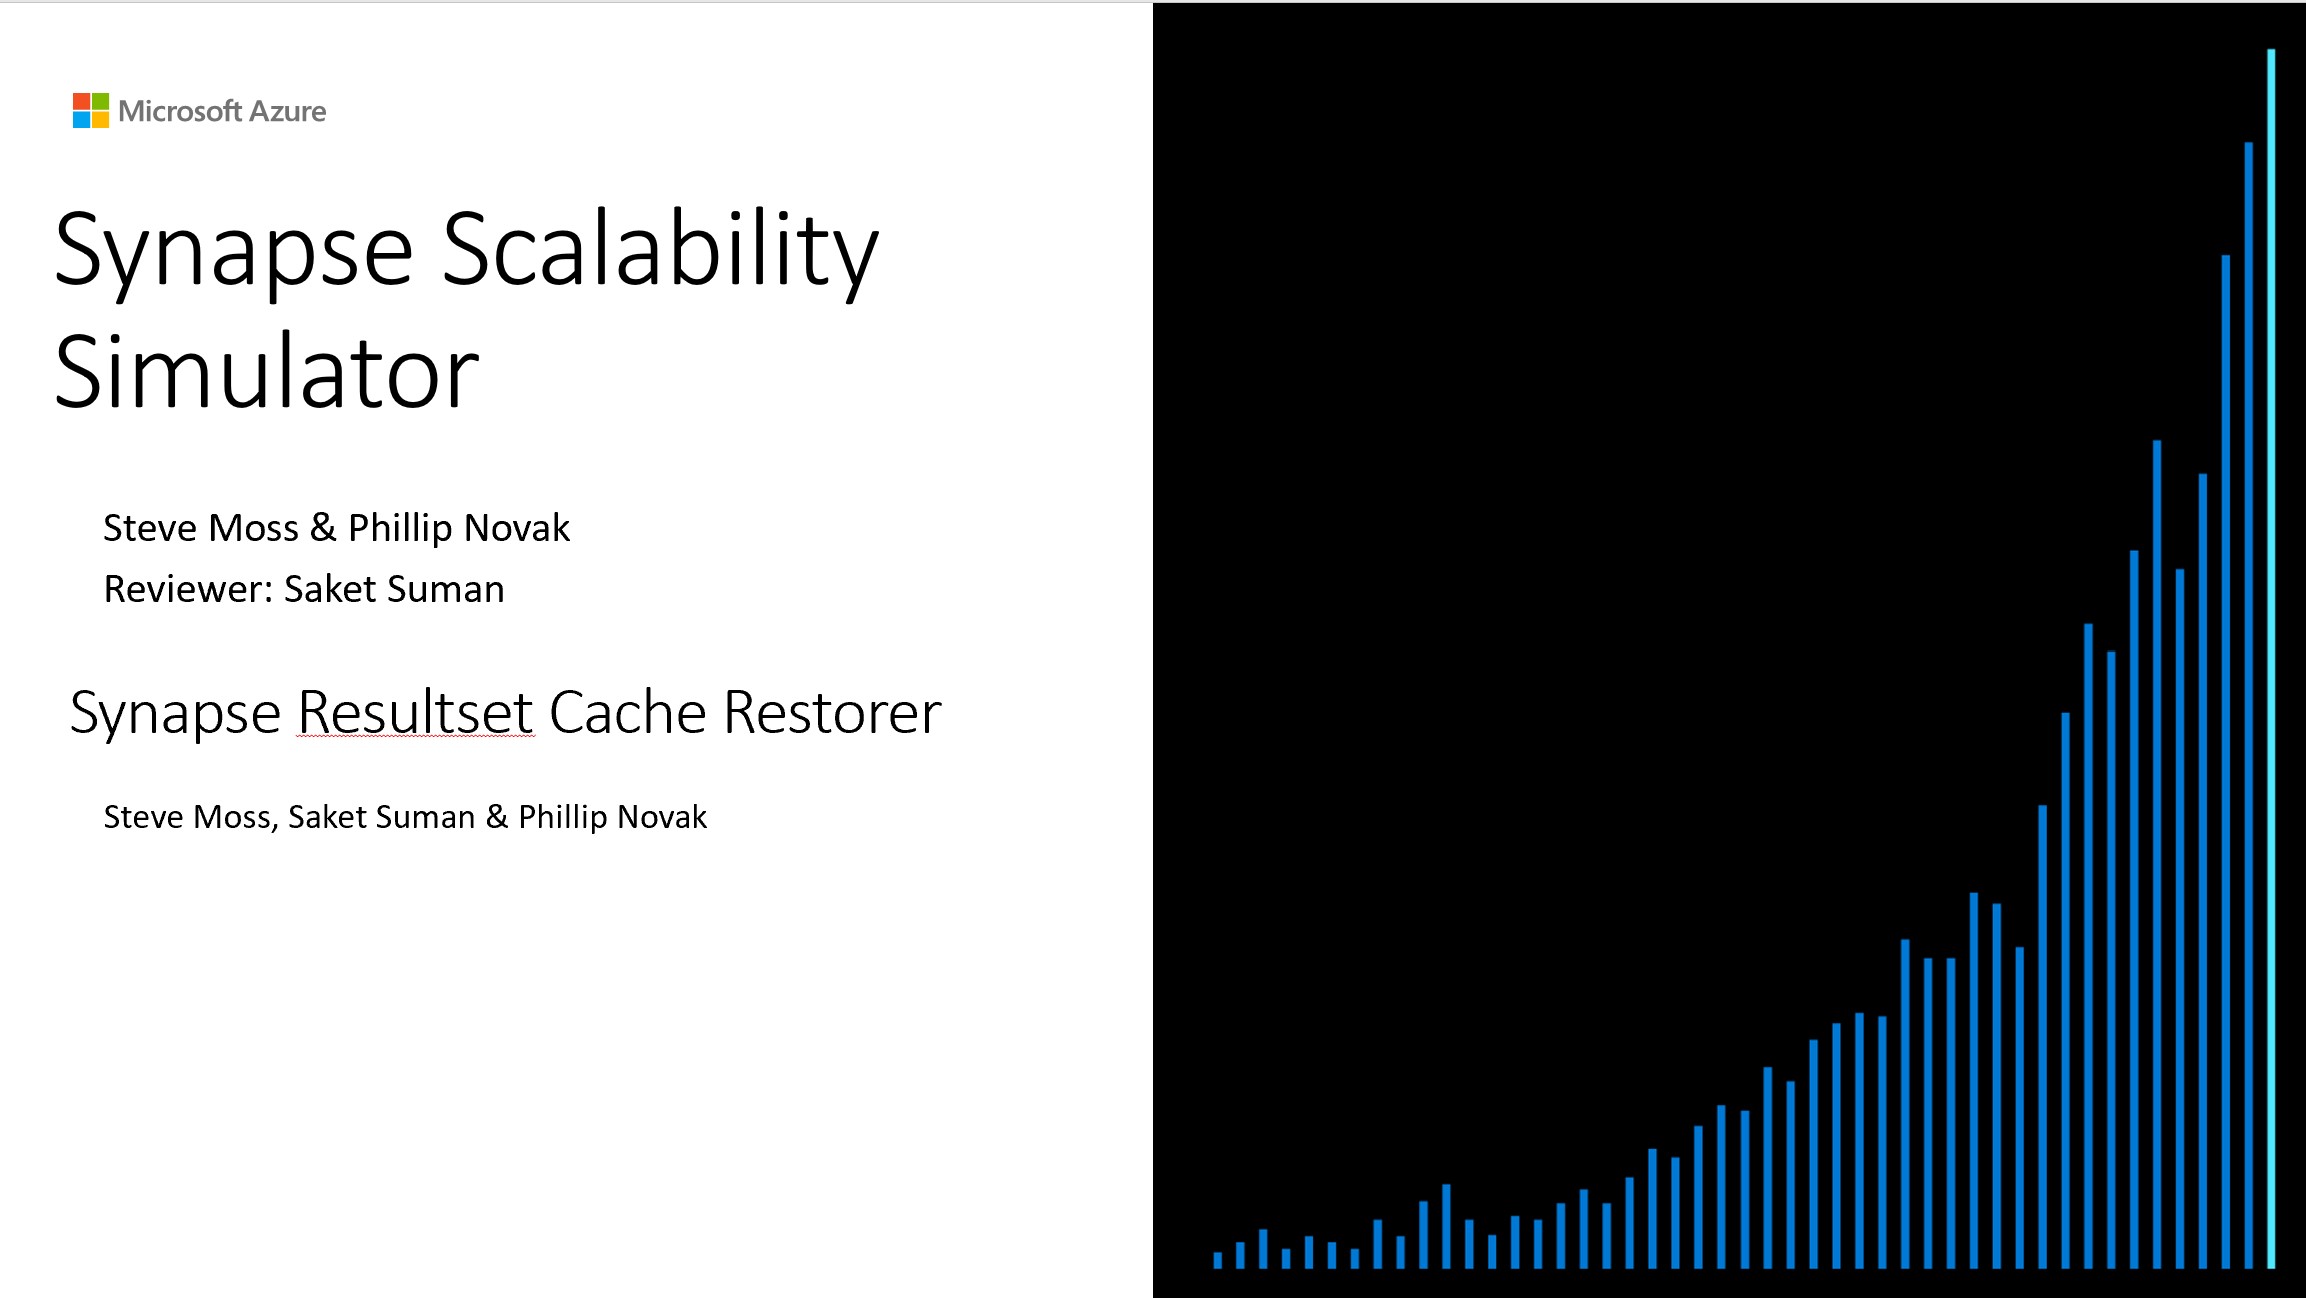 Microsoft Azure
Synapse Scalability
Simulator
Steve Moss & Phillip Novak
Reviewer: Saket Suman
Synapse Resultset Cache Restorer
Steve Moss, Saket Suman & Phillip Novak